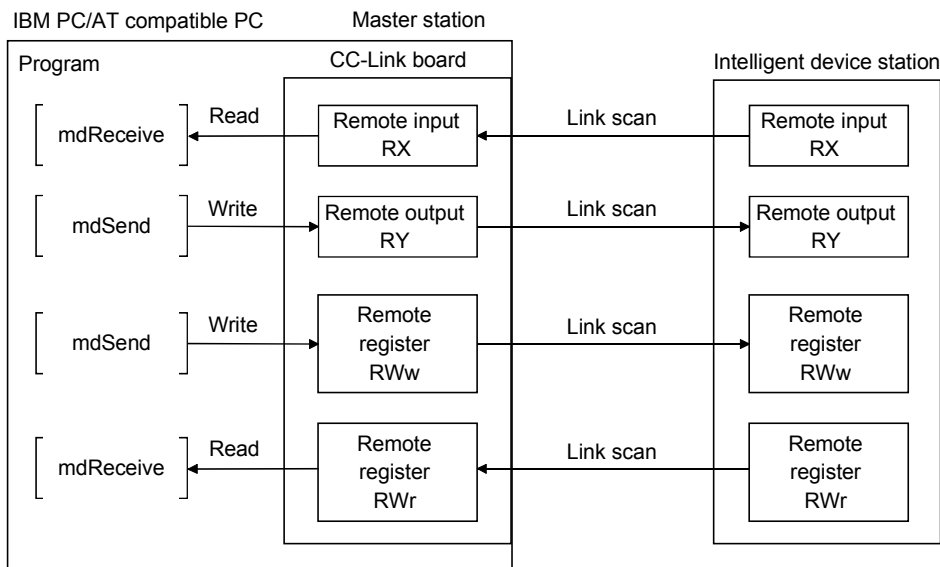 IBM PC/AT compatible PC
Master station
Program
CC-Link board
Intelligent device station
mdReceive
Read
Remote input
RX
Link scan
Remote input
RX
mdSend
Write
Remote output
RY
Link scan
Remote output
RY
mdSend
Write
Remote
register
RWw
Link scan
Remote
register
RWw
mdReceive
Read
Remote
register
RWr
Link scan
Remote
register
RWr